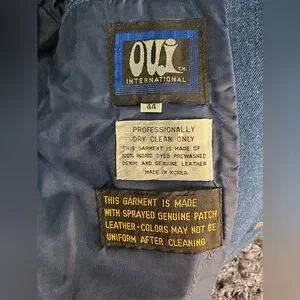 OUI T.M.
INTERNATIONAL
44
PROFESSIONALLY
DRY CLEAN ONLY
THIS GARMENT IS MADE OF
100% INDIGO DYED PREWASHED
DENIM AND GENUINE LEATHER
MADE IN KOREA
THIS GARMENT IS MADE
WITH SPRAYED GENUINE PATCH
LEATHER-COLORS MAY NOT BE
UNIFORM AFTER CLEANING